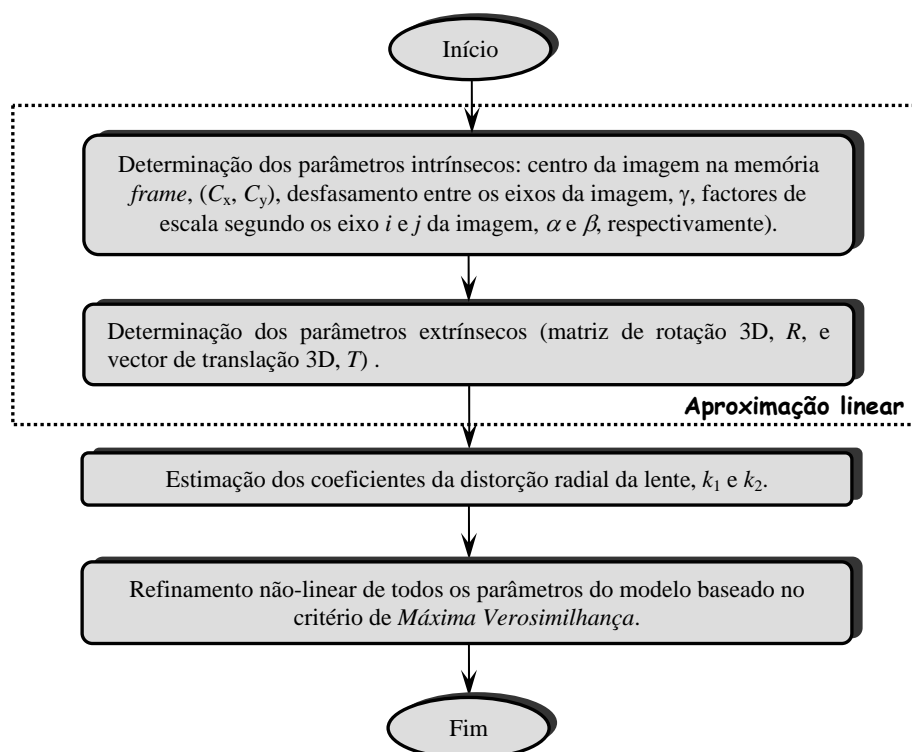 Início
Determinação dos parâmetros intrínsecos: centro da imagem na memória
frame, (Cx, Cy), desfasamento entre os eixos da imagem, γ, factores de
escala segundo os eixo i e j da imagem, α e β, respectivamente).
Determinação dos parâmetros extrínsecos (matriz de rotação 3D, R, e
vector de translação 3D, T) .
Aproximação linear
Estimação dos coeficientes da distorção radial da lente, k1 e k2.
Refinamento não-linear de todos os parâmetros do modelo baseado no
critério de Máxima Verosimilhança.
Fim